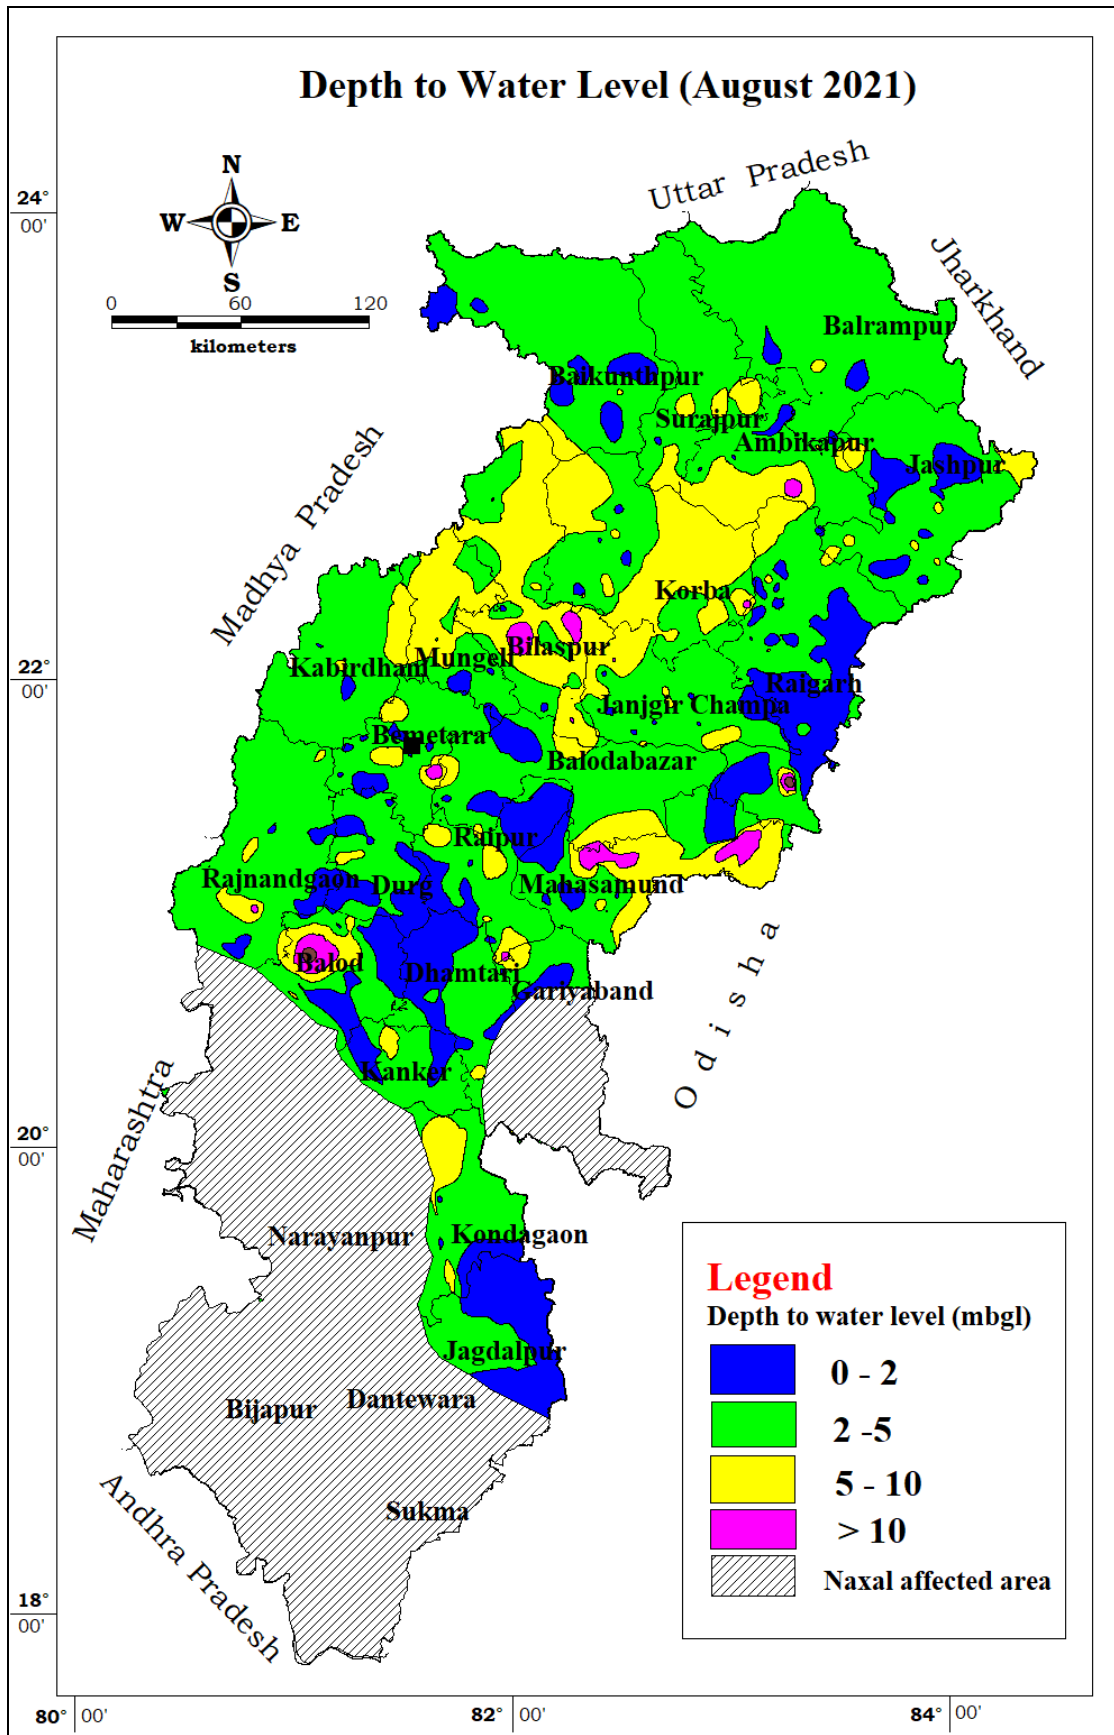 Depth to Water Level (August 2021)
N
W E
S
0 60 120
kilometers
24°
00'
22°
00'
20°
00'
18°
00'
80° 00'
82° 00'
84° 00'
Uttar Pradesh
Jharkhand
Madhya Pradesh
Odisha
Maharashtra
Andhra Pradesh
Balrampur
Baikunthpur
Surajpur
Ambikapur
Jashpur
Korba
Bilaspur
Mungeli
Kabirdham
Raigarh
Janjgir Champa
Bemetara
Balodabazar
Raipur
Rajnandgaon
Durg
Mahasamund
Balod
Dhamtari
Gariyaband
Kanker
Narayanpur
Kondagaon
Jagdalpur
Dantewara
Bijapur
Sukma
Legend
Depth to water level (mbgl)
0 - 2
2 -5
5 - 10
> 10
Naxal affected area